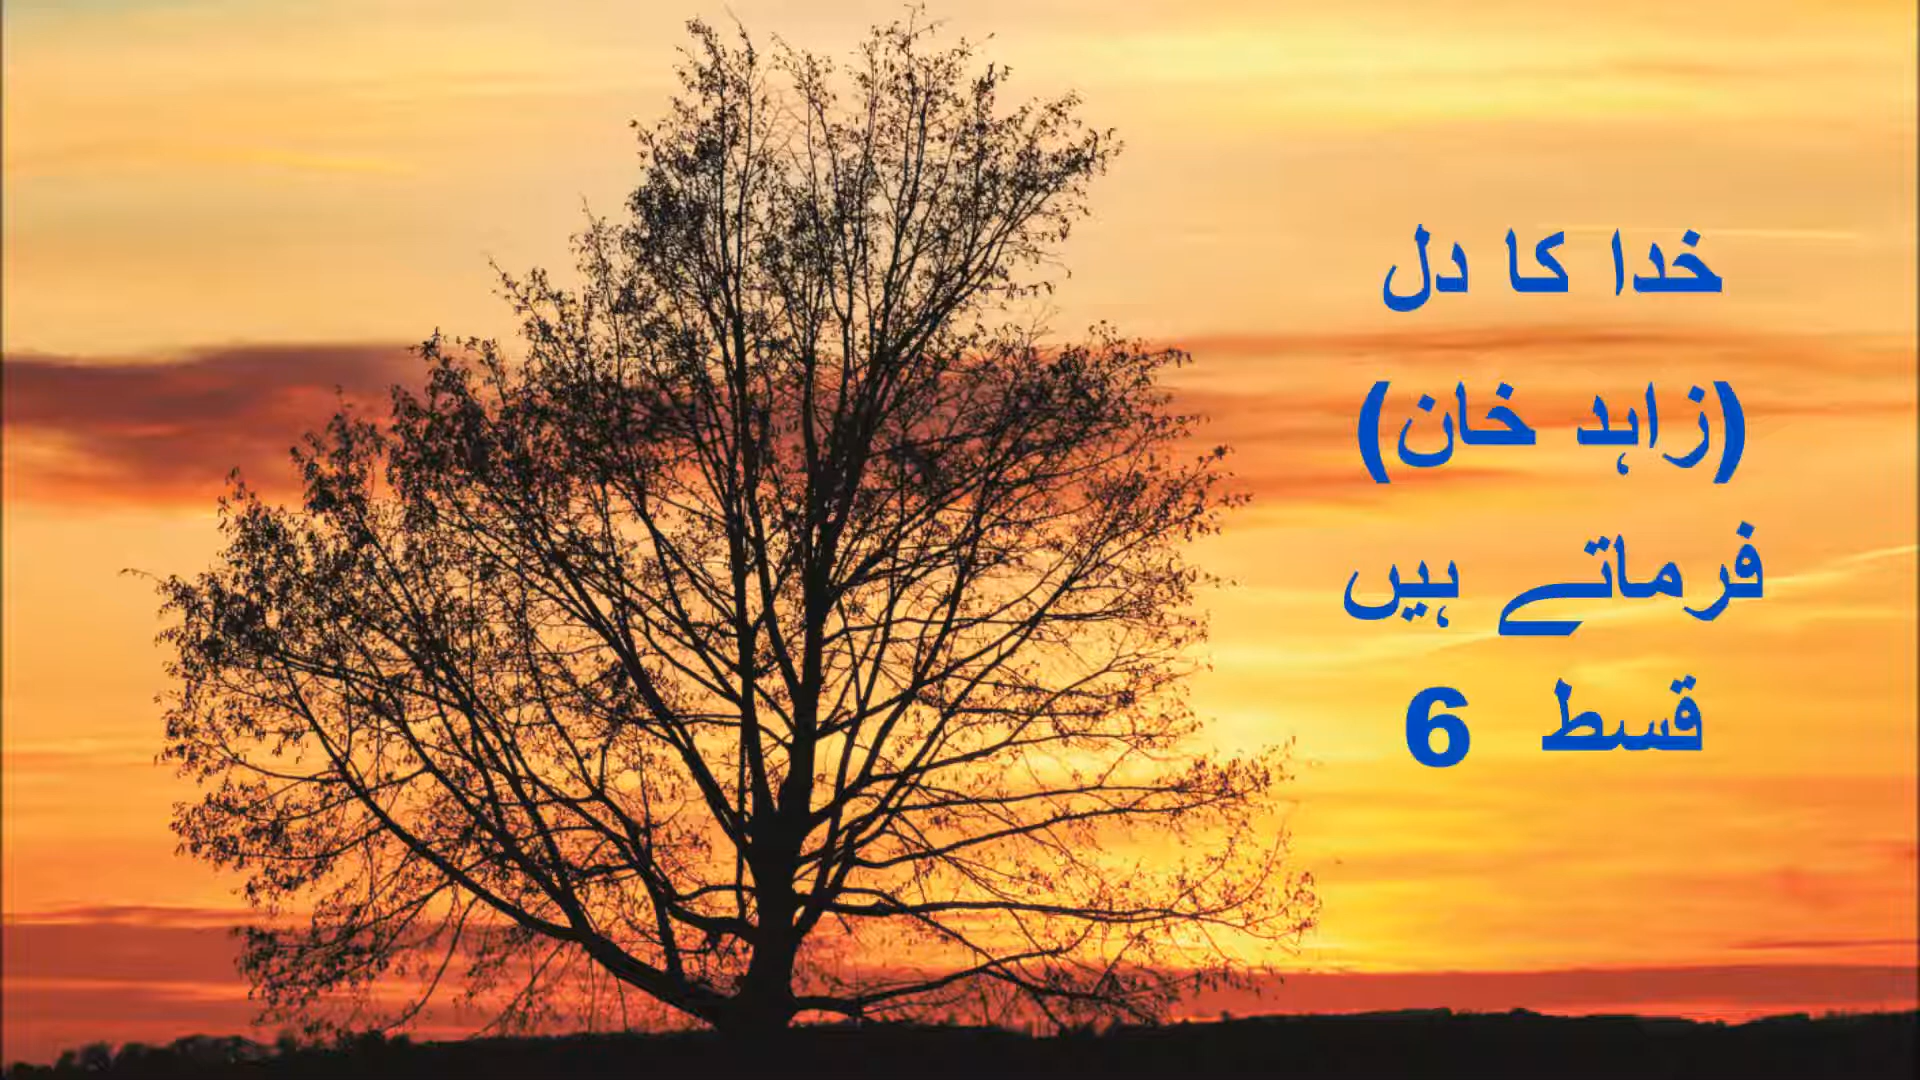 خدا کا دل
(زاہد خان)
فرماتے ہیں
قسط 6